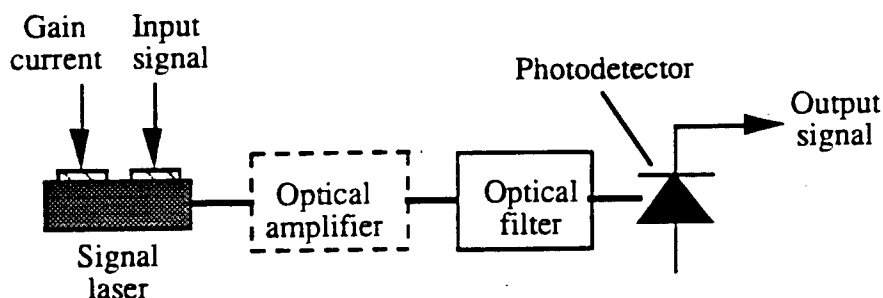 Gain
current
Input
signal
Photodetector
Output
signal
Optical
amplifier
Optical
filter
Signal
laser